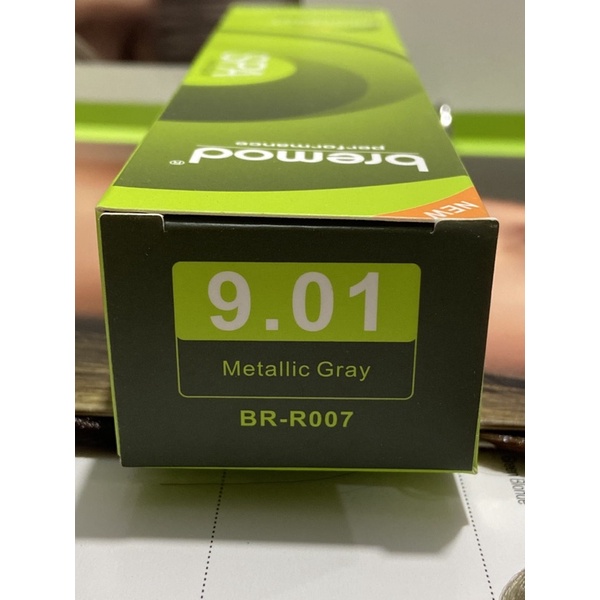 bremod®
performance
NEW
9.01
Metallic Gray
BR-R007